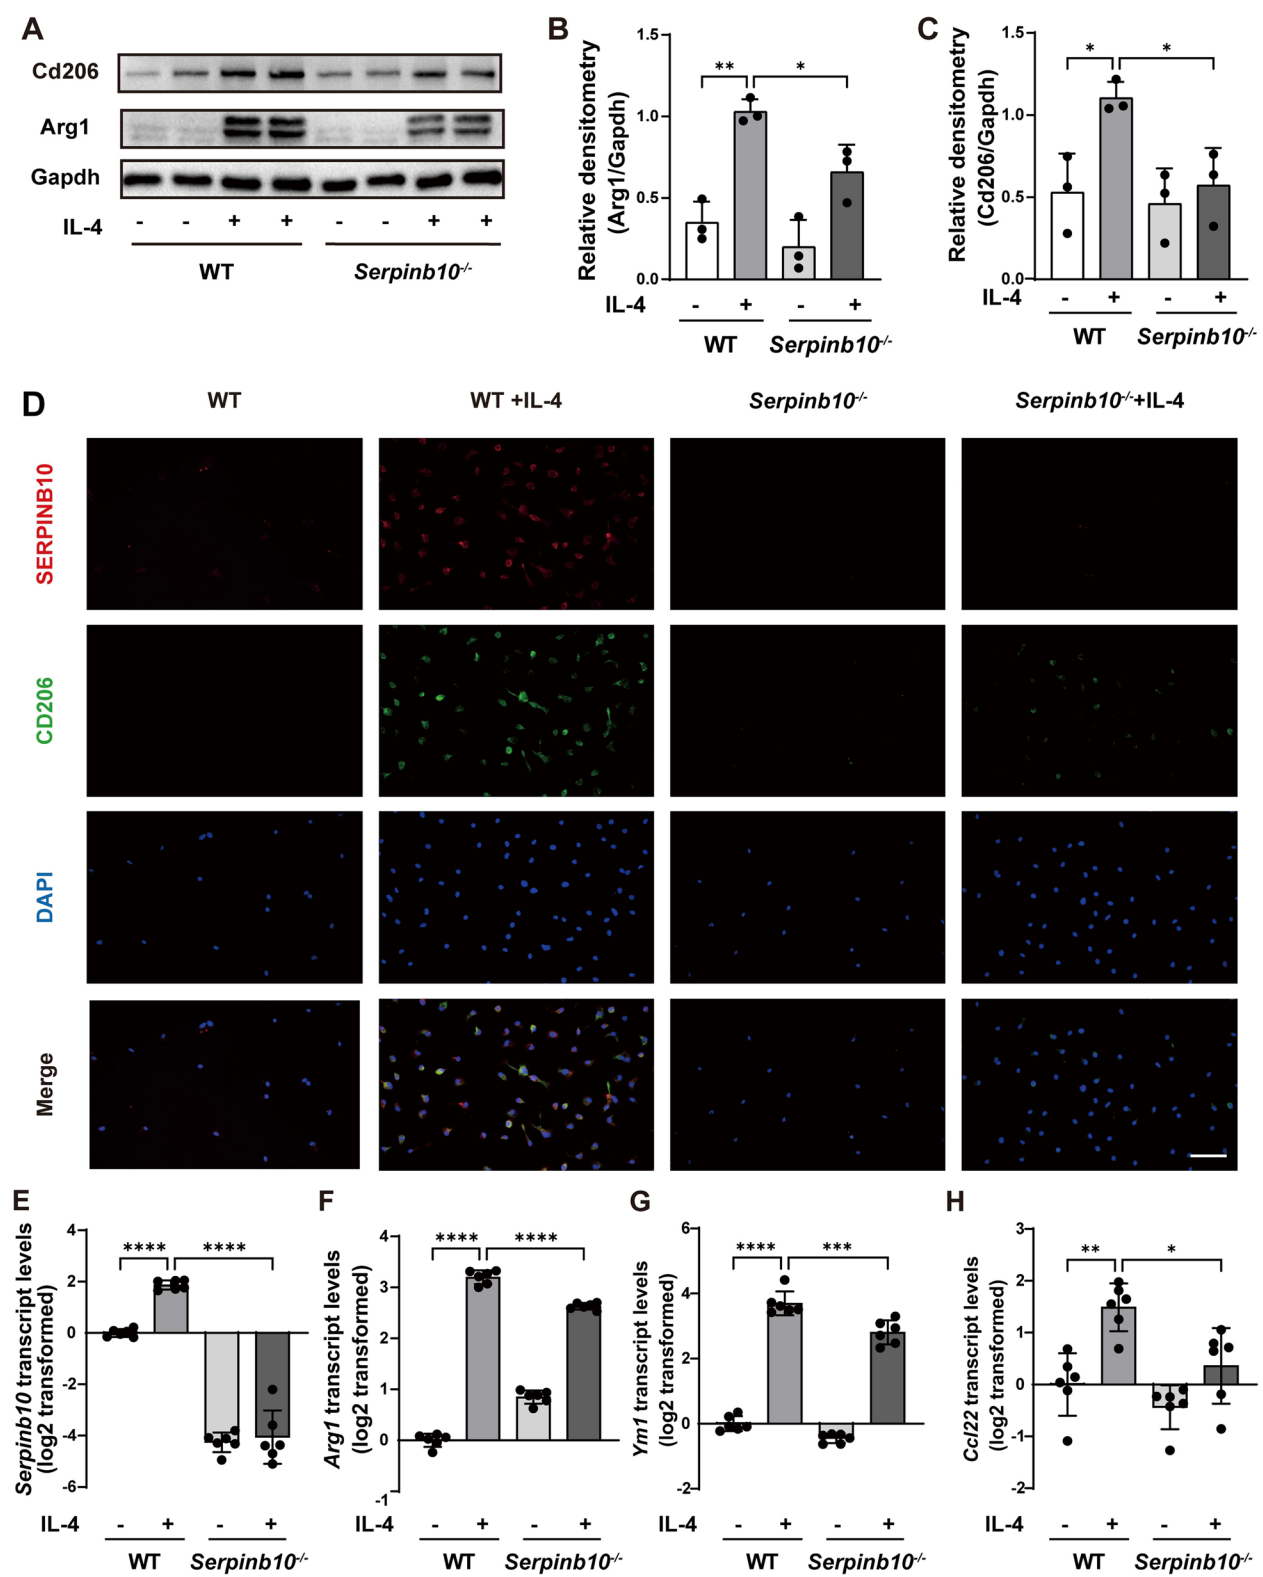 A
Cd206
Arg1
Gapdh
IL-4
- - + + - - + +
WT Serpinb10-/-
B
Relative densitometry
(Arg1/Gapdh)
1.5
1.0
0.5
0.0
** *
IL-4 - + - +
WT Serpinb10-/-
C
Relative densitometry
(Cd206/Gapdh)
1.5
1.0
0.5
0.0
* *
IL-4 - + - +
WT Serpinb10-/-
D
WT WT +IL-4 Serpinb10-/- Serpinb10-/-+IL-4
SERPINB10
CD206
DAPI
Merge
E
Serpinb10 transcript levels
(log2 transformed)
4
2
0
-2
-4
-6
**** ****
IL-4 - + - +
WT Serpinb10-/-
F
Arg1 transcript levels
(log2 transformed)
4
3
2
1
0
-1
**** ****
IL-4 - + - +
WT Serpinb10-/-
G
Ym1 transcript levels
(log2 transformed)
6
4
2
0
-2
**** ***
IL-4 - + - +
WT Serpinb10-/-
H
Ccl22 transcript levels
(log2 transformed)
3
2
1
0
-1
-2
** *
IL-4 - + - +
WT Serpinb10-/-